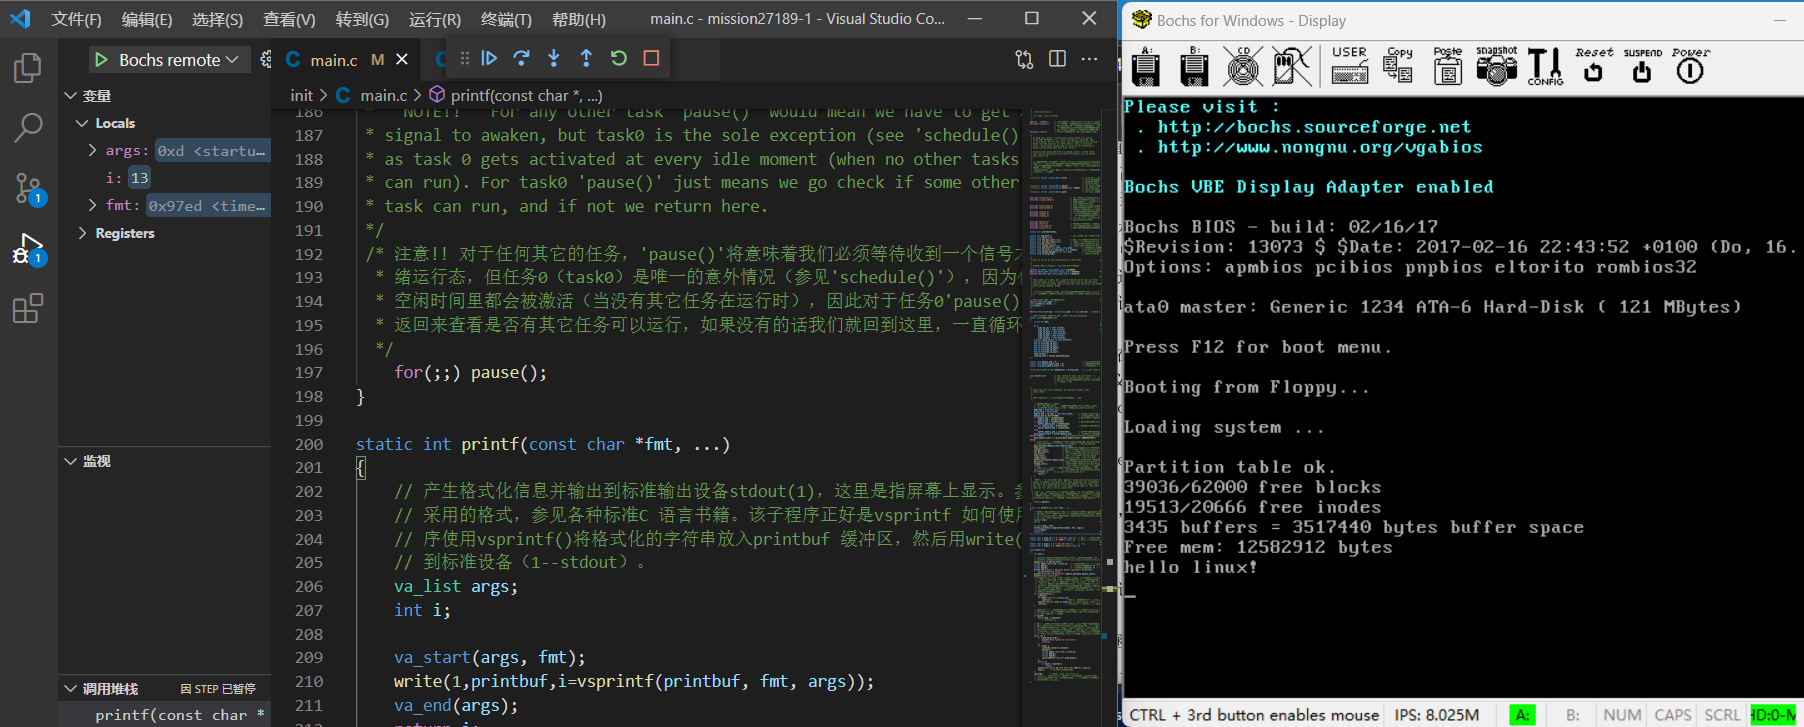 文件(F) 编辑(E) 选择(S) 查看(V) 转到(G) 运行(R) 终端(T) 帮助(H) main.c - mission27189-1 - Visual Studio Co...
Bochs remote
main.c M
init > C main.c > printf(const char *, ...)
变量
Locals
args: 0xd <startu...
i: 13
fmt: 0x97ed <time...
Registers
监视
调用堆栈 因 STEP 已暂停
printf(const char *
186 * NOTE!! For any other task 'pause()' would mean we have to get
187 * signal to awaken, but task0 is the sole exception (see 'schedule()
188 * as task 0 gets activated at every idle moment (when no other tasks
189 * can run). For task0 'pause()' just means we go check if some other
190 * task can run, and if not we return here.
191 */
192 /* 注意!! 对于任何其它的任务，'pause()'将意味着我们必须等待收到一个信号
193 * 绪运行态，但任务0（task0）是唯一的意外情况（参见'schedule()'），因为
194 * 空闲时间里都会被激活（当没有其它任务在运行时），因此对于任务0'pause()
195 * 返回来查看是否有其它任务可以运行，如果没有的话我们就回到这里，一直循环
196 */
197 for(;;) pause();
198 }
199
200 static int printf(const char *fmt, ...)
201 {
202 // 产生格式化信息并输出到标准输出设备stdout(1)，这里是指屏幕上显示。
203 // 采用的格式，参见各种标准C 语言书籍。该子程序正好是vsprintf 如何使
204 // 序使用vsprintf()将格式化的字符串放入printbuf 缓冲区，然后用write(
205 // 到标准设备（1--stdout）。
206 va_list args;
207 int i;
208
209 va_start(args, fmt);
210 write(1,printbuf,i=vsprintf(printbuf, fmt, args));
211 va_end(args);
212 return i;
Bochs for Windows - Display
A: B: CD USER Copy Paste snapshot CONFIG Reset SUSPEND Power
Please visit :
. http://bochs.sourceforge.net
. http://www.nongnu.org/vgabios
Bochs VBE Display Adapter enabled
Bochs BIOS - build: 02/16/17
$Revision: 13073 $ $Date: 2017-02-16 22:43:52 +0100 (Do, 16.
Options: apmbios pcibios pnpbios eltorito rombios32
ata0 master: Generic 1234 ATA-6 Hard-Disk ( 121 MBytes)
Press F12 for boot menu.
Booting from Floppy...
Loading system ...
Partition table ok.
39036/62000 free blocks
19513/20666 free inodes
3435 buffers = 3517440 bytes buffer space
Free mem: 12582912 bytes
hello linux!
CTRL + 3rd button enables mouse IPS: 8.025M A: B: NUM CAPS SCRL HD:0-M